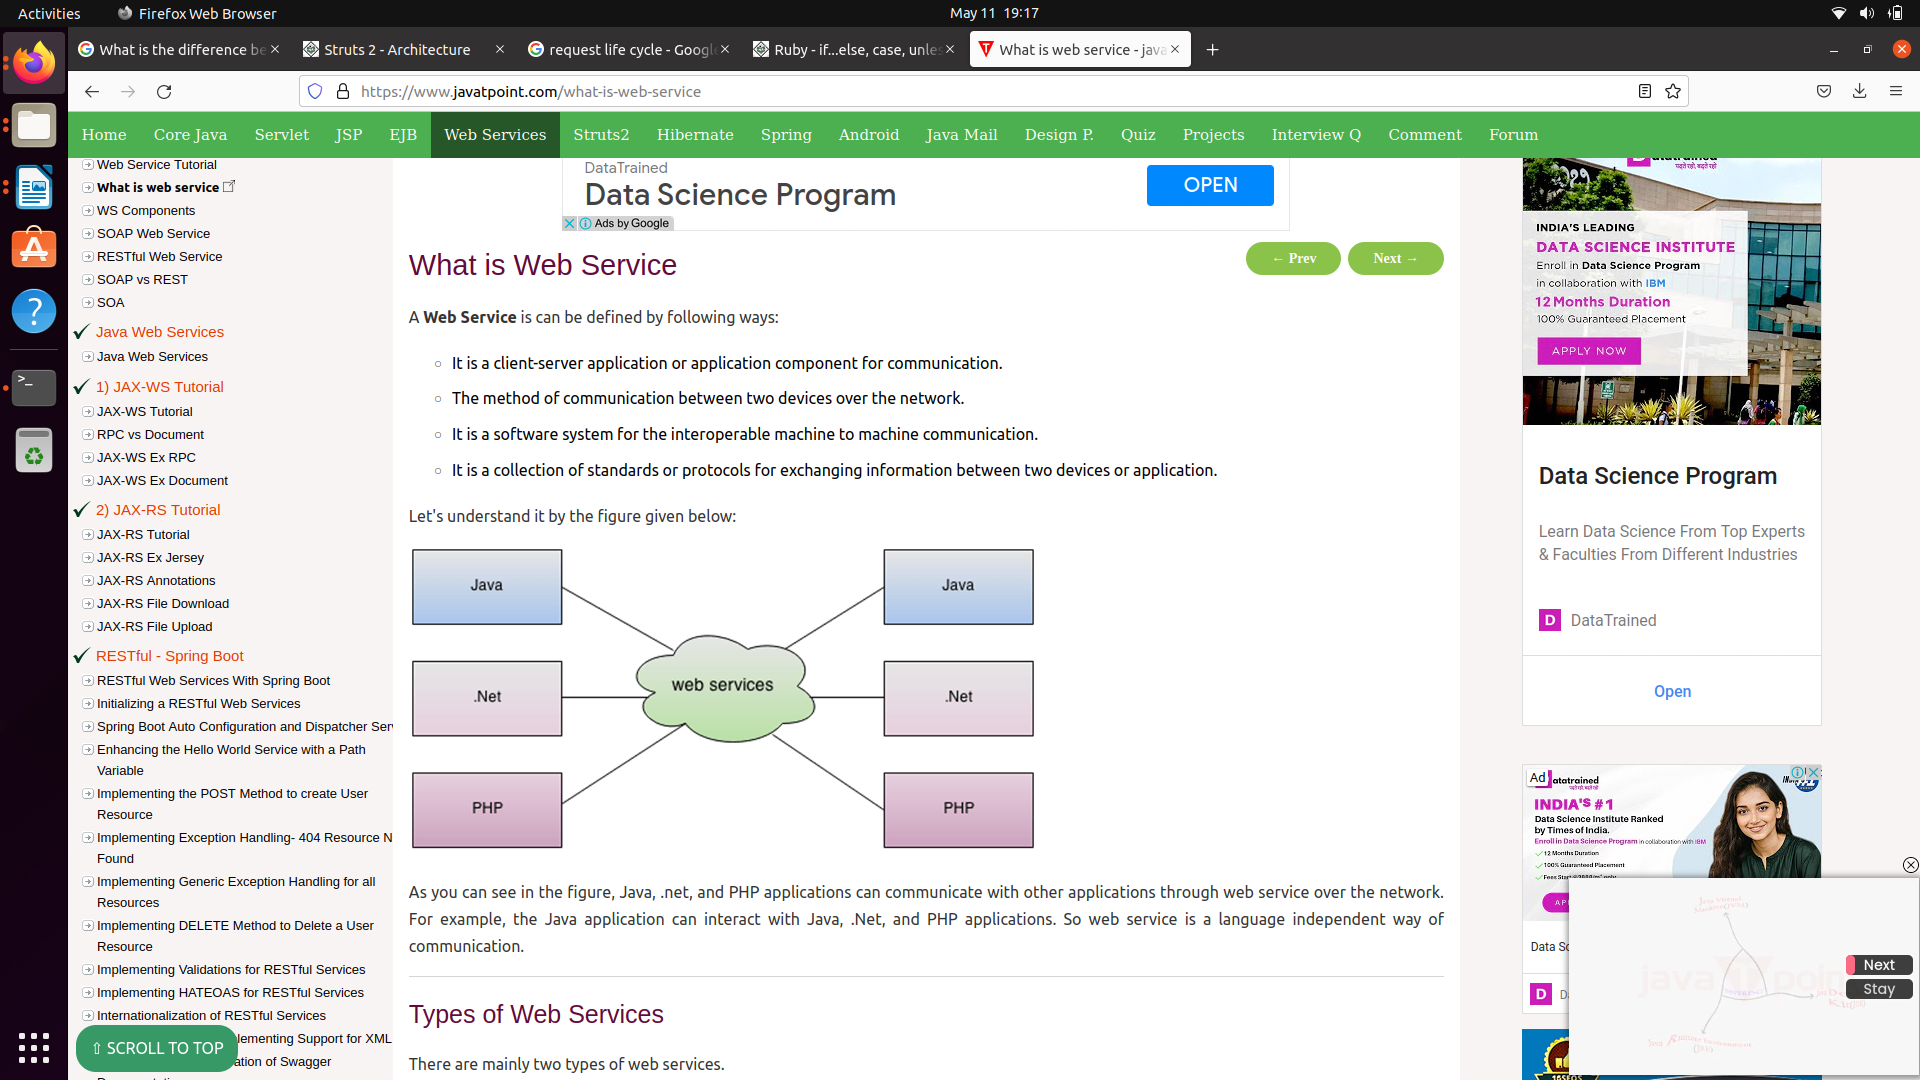 Activities
Firefox Web Browser
May 11 19:17
What is the difference be
Struts 2 - Architecture
request life cycle - Google
Ruby - if...else, case, unles
What is web service - java
https://www.javatpoint.com/what-is-web-service
Home Core Java Servlet JSP EJB Web Services Struts2 Hibernate Spring Android Java Mail Design P. Quiz Projects Interview Q Comment Forum
Web Service Tutorial
What is web service
WS Components
SOAP Web Service
RESTful Web Service
SOAP vs REST
SOA
Java Web Services
Java Web Services
1) JAX-WS Tutorial
JAX-WS Tutorial
RPC vs Document
JAX-WS Ex RPC
JAX-WS Ex Document
2) JAX-RS Tutorial
JAX-RS Tutorial
JAX-RS Ex Jersey
JAX-RS Annotations
JAX-RS File Download
JAX-RS File Upload
RESTful - Spring Boot
RESTful Web Services With Spring Boot
Initializing a RESTful Web Services
Spring Boot Auto Configuration and Dispatcher Serv
Enhancing the Hello World Service with a Path
Variable
Implementing the POST Method to create User
Resource
Implementing Exception Handling- 404 Resource N
Found
Implementing Generic Exception Handling for all
Resources
Implementing DELETE Method to Delete a User
Resource
Implementing Validations for RESTful Services
Implementing HATEOAS for RESTful Services
Internationalization of RESTful Services
lementing Support for XML
ation of Swagger
⇧ SCROLL TO TOP
DataTrained
Data Science Program
OPEN
Ads by Google
What is Web Service
← Prev
Next →
A Web Service is can be defined by following ways:
It is a client-server application or application component for communication.
The method of communication between two devices over the network.
It is a software system for the interoperable machine to machine communication.
It is a collection of standards or protocols for exchanging information between two devices or application.
Let's understand it by the figure given below:
Java
Java
web services
.Net
.Net
PHP
PHP
As you can see in the figure, Java, .net, and PHP applications can communicate with other applications through web service over the network.
For example, the Java application can interact with Java, .Net, and PHP applications. So web service is a language independent way of
communication.
Types of Web Services
There are mainly two types of web services.
INDIA'S LEADING
DATA SCIENCE INSTITUTE
Enroll in Data Science Program
in collaboration with IBM
12 Months Duration
100% Guaranteed Placement
APPLY NOW
Data Science Program
Learn Data Science From Top Experts
& Faculties From Different Industries
D DataTrained
Open
Ad
atatrained
INDIA'S #1
Data Science Institute Ranked
by Times of India.
Enroll in Data Science Program in collaboration with IBM
12 Months Duration
100% Guaranteed Placement
Data Sc
D
Next
Stay